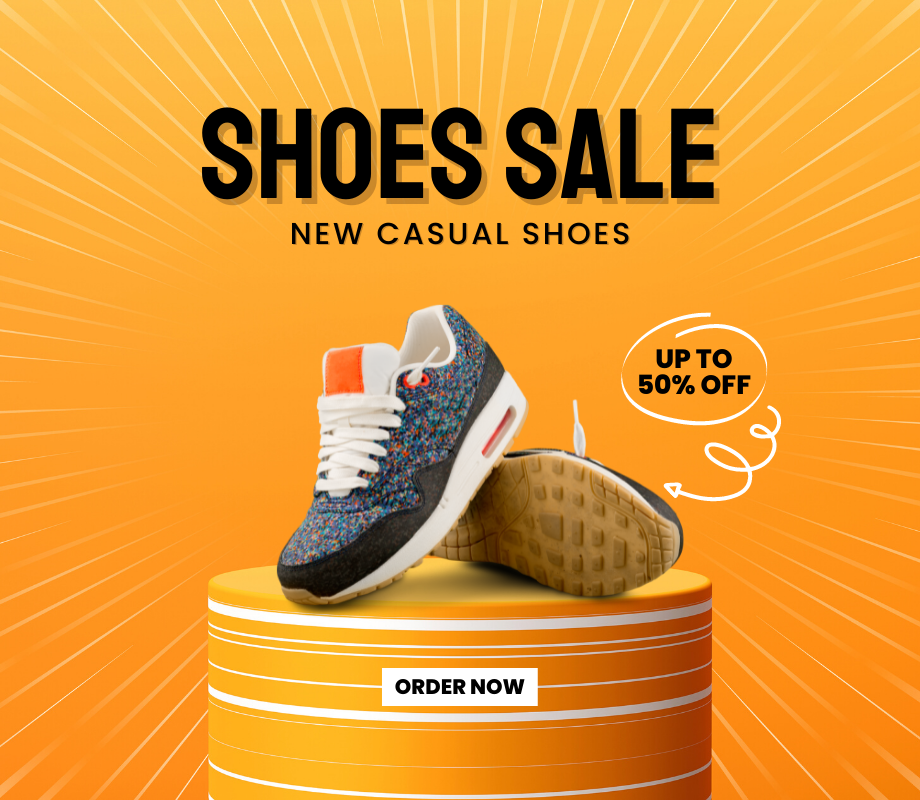 SHOES SALE
NEW CASUAL SHOES
UP TO
50% OFF
ORDER NOW